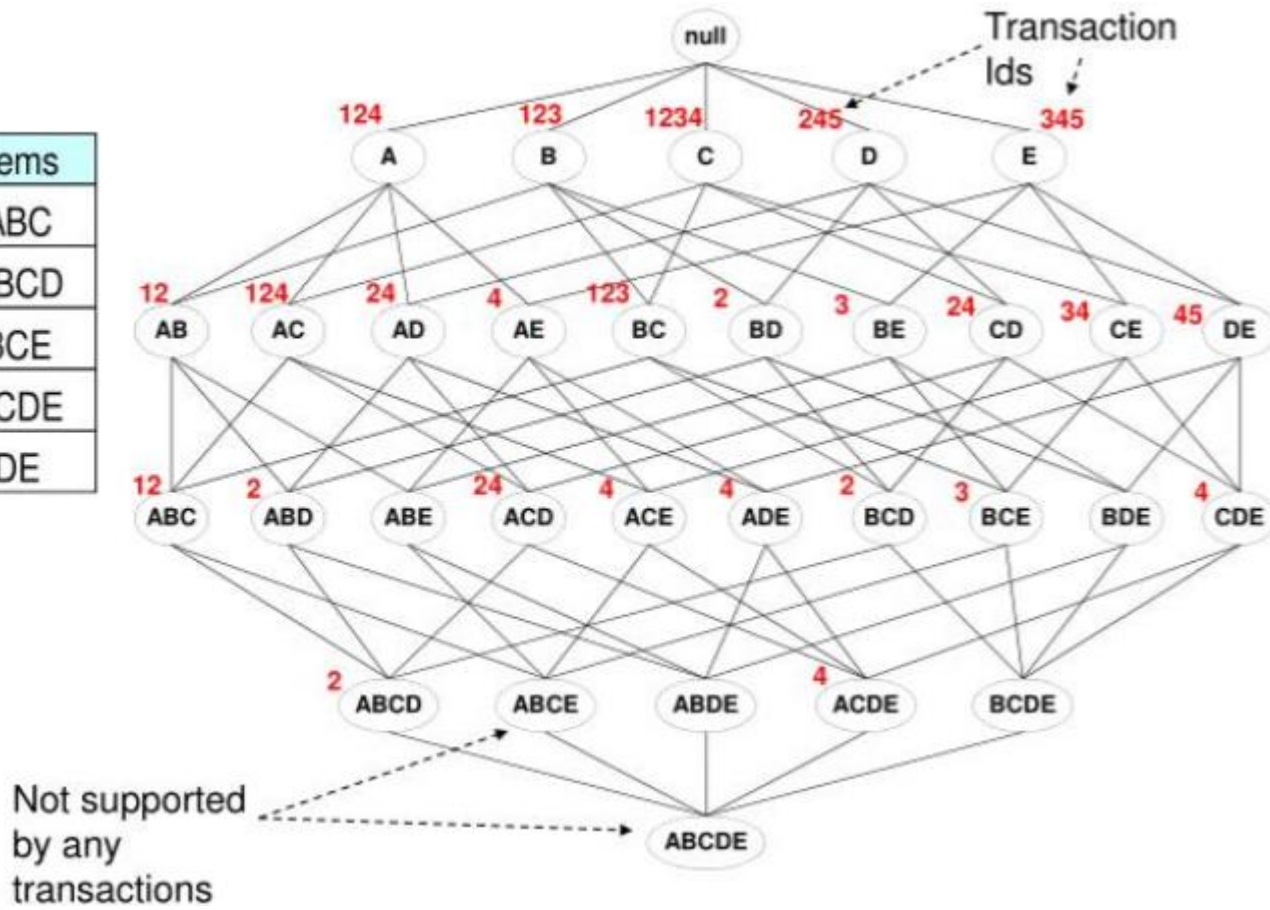 null
Transaction
Ids
124 123 1234 245 345
A B C D E
ems
ABC
BCD
BCE
CDE
DE
12 124 24 4 123 2 3 24 34 45
AB AC AD AE BC BD BE CD CE DE
12 2 24 4 4 2 3 4
ABC ABD ABE ACD ACE ADE BCD BCE BDE CDE
2 4
ABCD ABCE ABDE ACDE BCDE
Not supported
by any
transactions
ABCDE